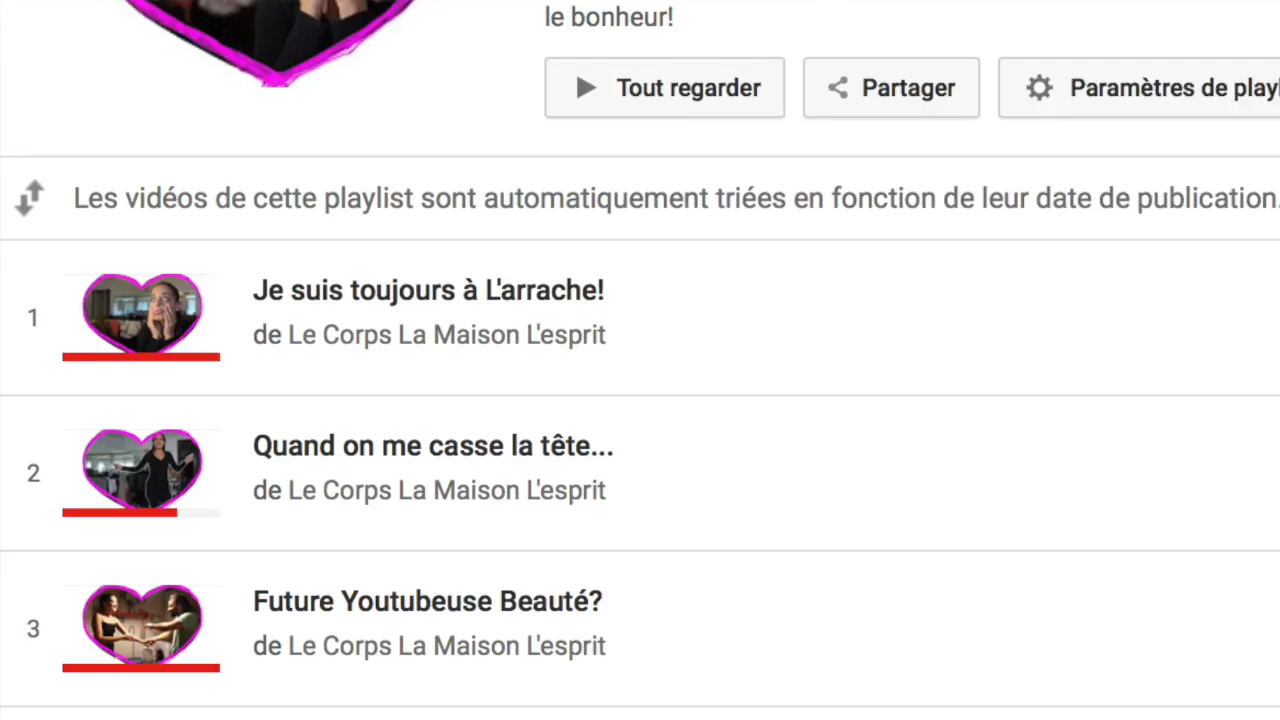 le bonheur!
Tout regarder
Partager
Paramètres de
Les vidéos de cette playlist sont automatiquement triées en fonction de leur date de publication.
1
Je suis toujours à L'arrache!
de Le Corps La Maison L'esprit
2
Quand on me casse la tête...
de Le Corps La Maison L'esprit
3
Future Youtubeuse Beauté?
de Le Corps La Maison L'esprit